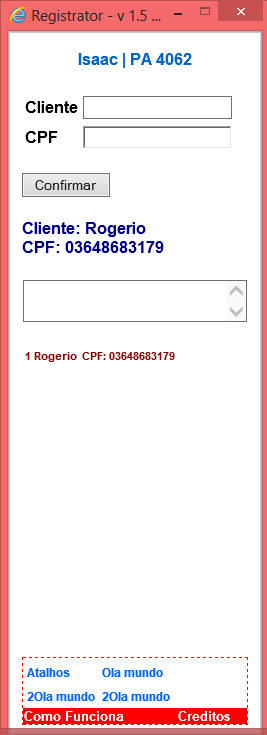 Registrator - v 1.5 ...
Isaac | PA 4062
Cliente
CPF
Confirmar
Cliente: Rogerio
CPF: 03648683179
1 Rogerio CPF: 03648683179
Atalhos Ola mundo
2Ola mundo 2Ola mundo
Como Funciona Creditos